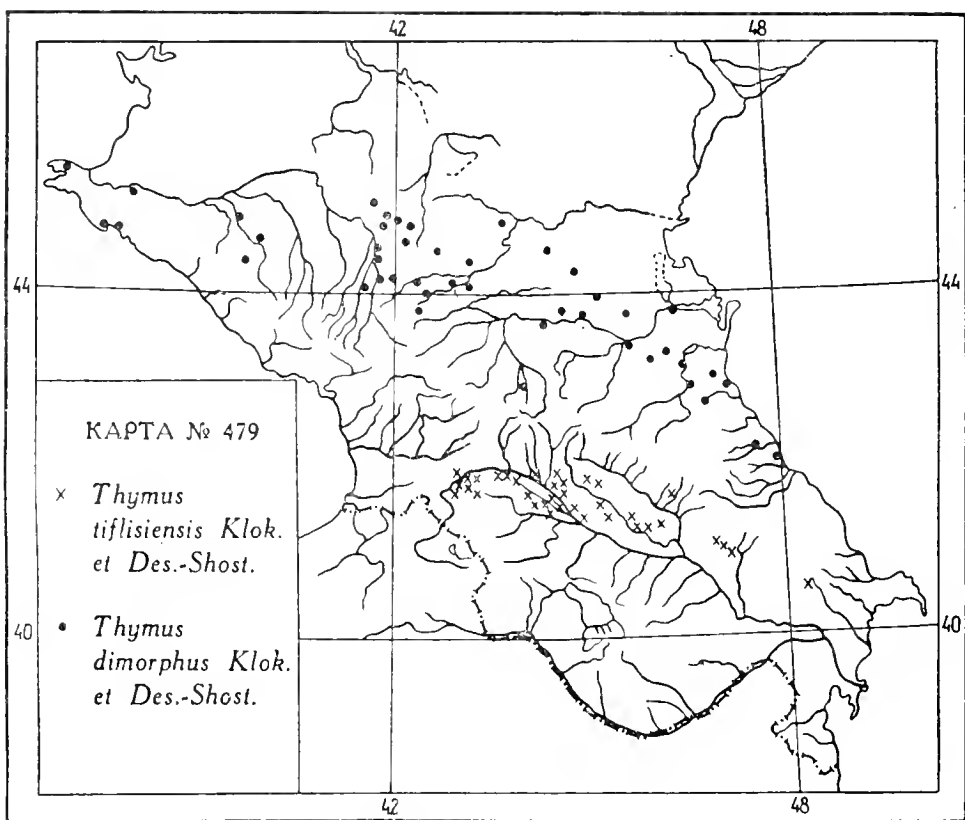 42 48
44 44
КАРТА № 479
× Thymus
tiflisiensis Klok.
et Des.-Shost.
40 40
• Thymus
dimorphus Klok.
et Des.-Shost.
42 48